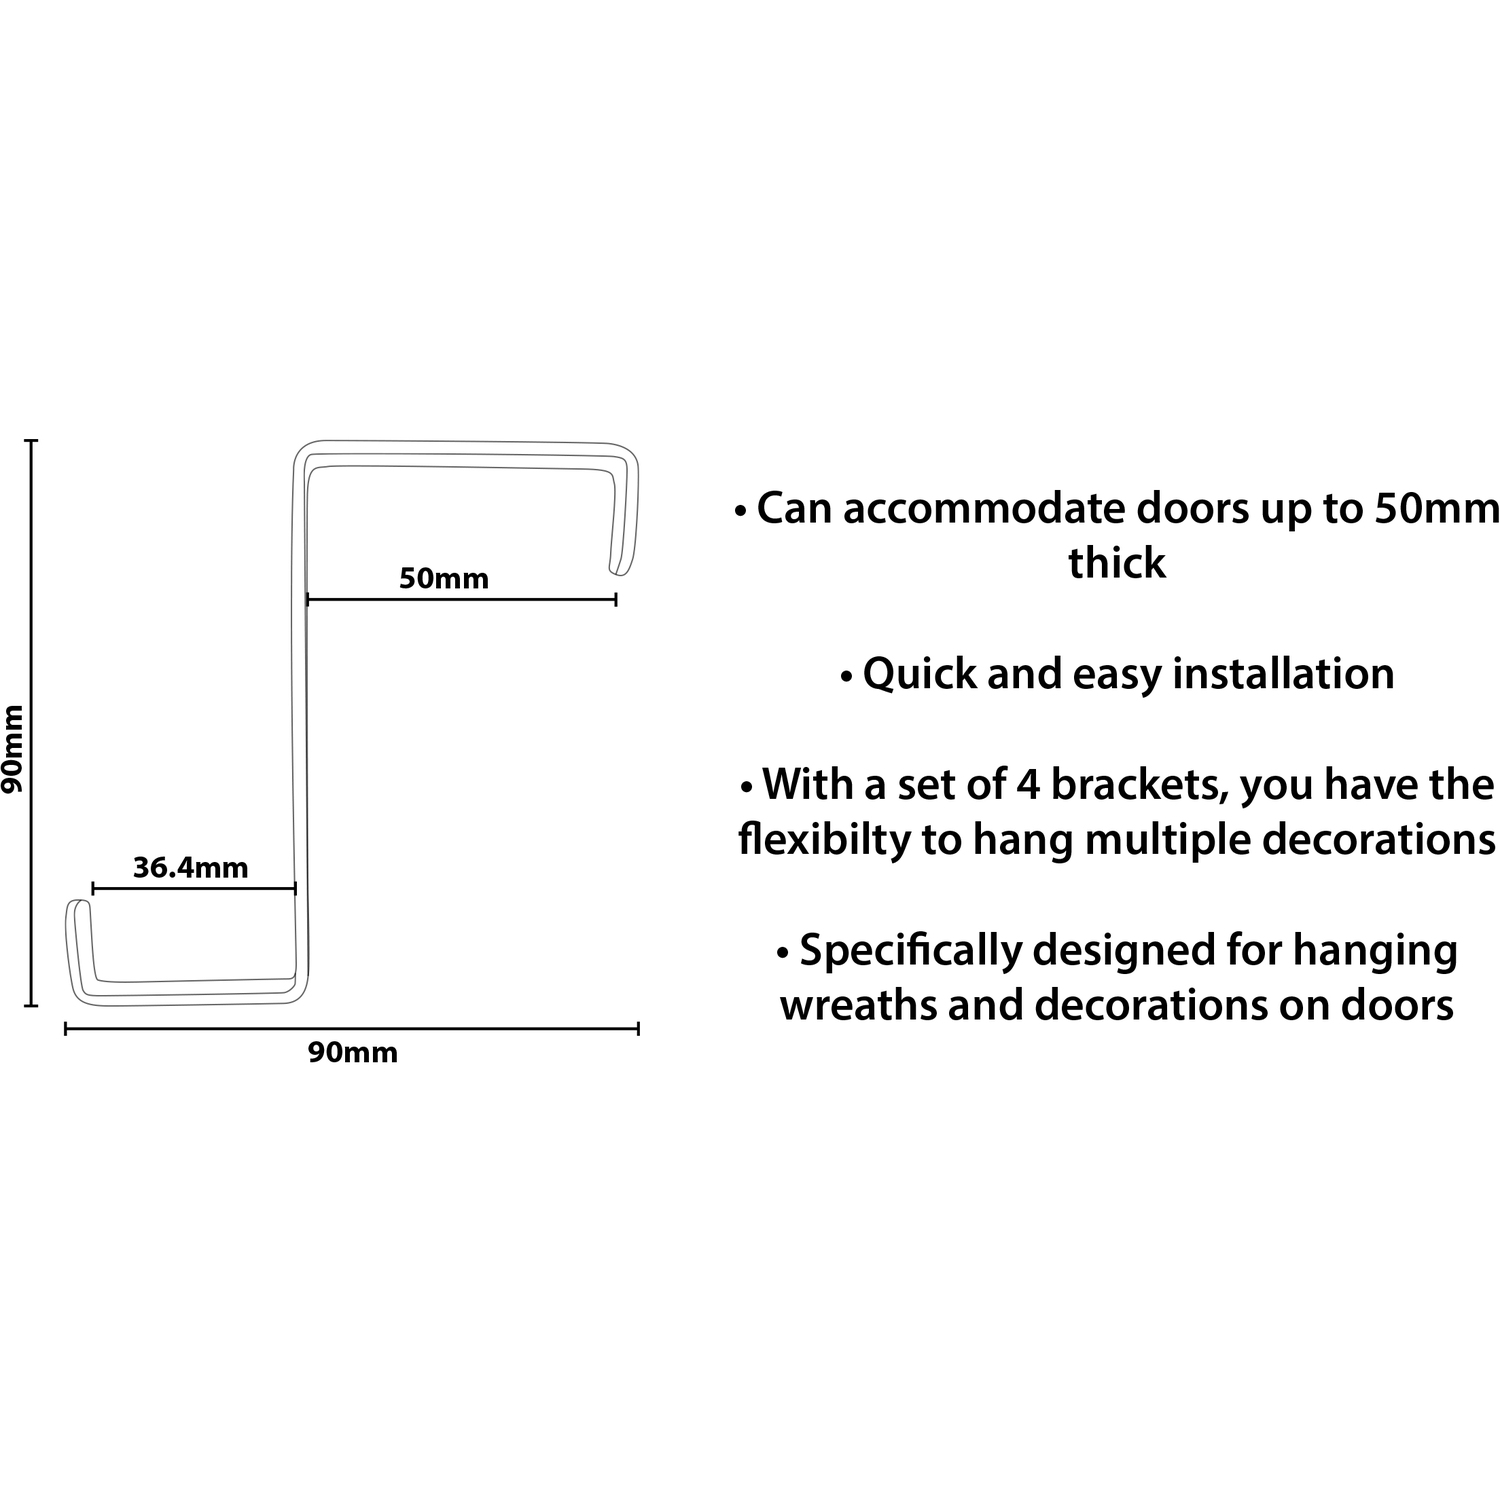 50mm
90mm
36.4mm
90mm
• Can accommodate doors up to 50mm
thick
• Quick and easy installation
• With a set of 4 brackets, you have the
flexibilty to hang multiple decorations
• Specifically designed for hanging
wreaths and decorations on doors